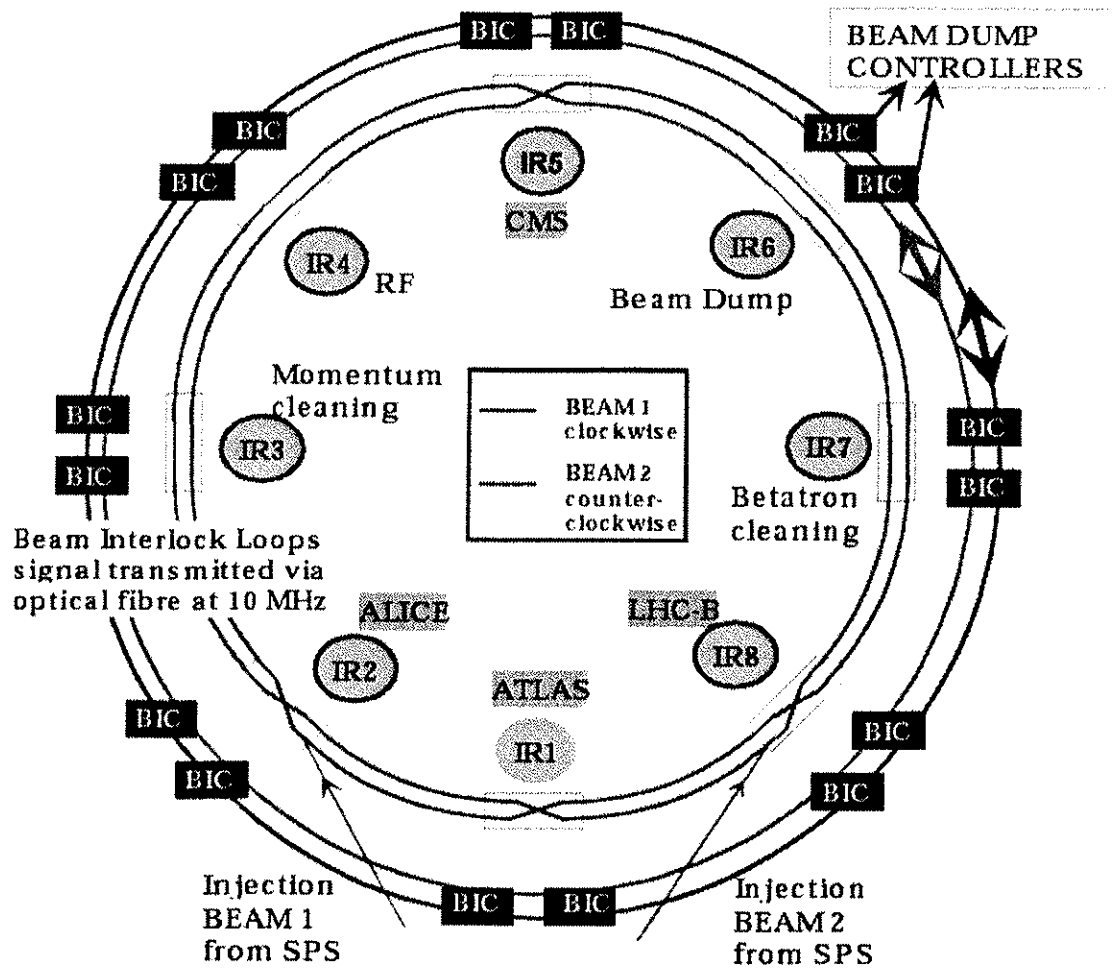 BIC
BIC
BEAM DUMP
CONTROLLERS
BIC
BIC
BIC
BIC
IR5
CMS
IR4
RF
IR6
Beam Dump
Momentum
cleaning
BEAM 1
clockwise
BEAM 2
counter-
clockwise
BIC
BIC
IR3
IR7
BIC
BIC
Betatron
cleaning
Beam Interlock Loops
signal transmitted via
optical fibre at 10 MHz
ALICE
LHC-B
IR2
IR8
ATLAS
IR1
BIC
BIC
BIC
BIC
BIC
BIC
Injection
BEAM 1
from SPS
Injection
BEAM 2
from SPS